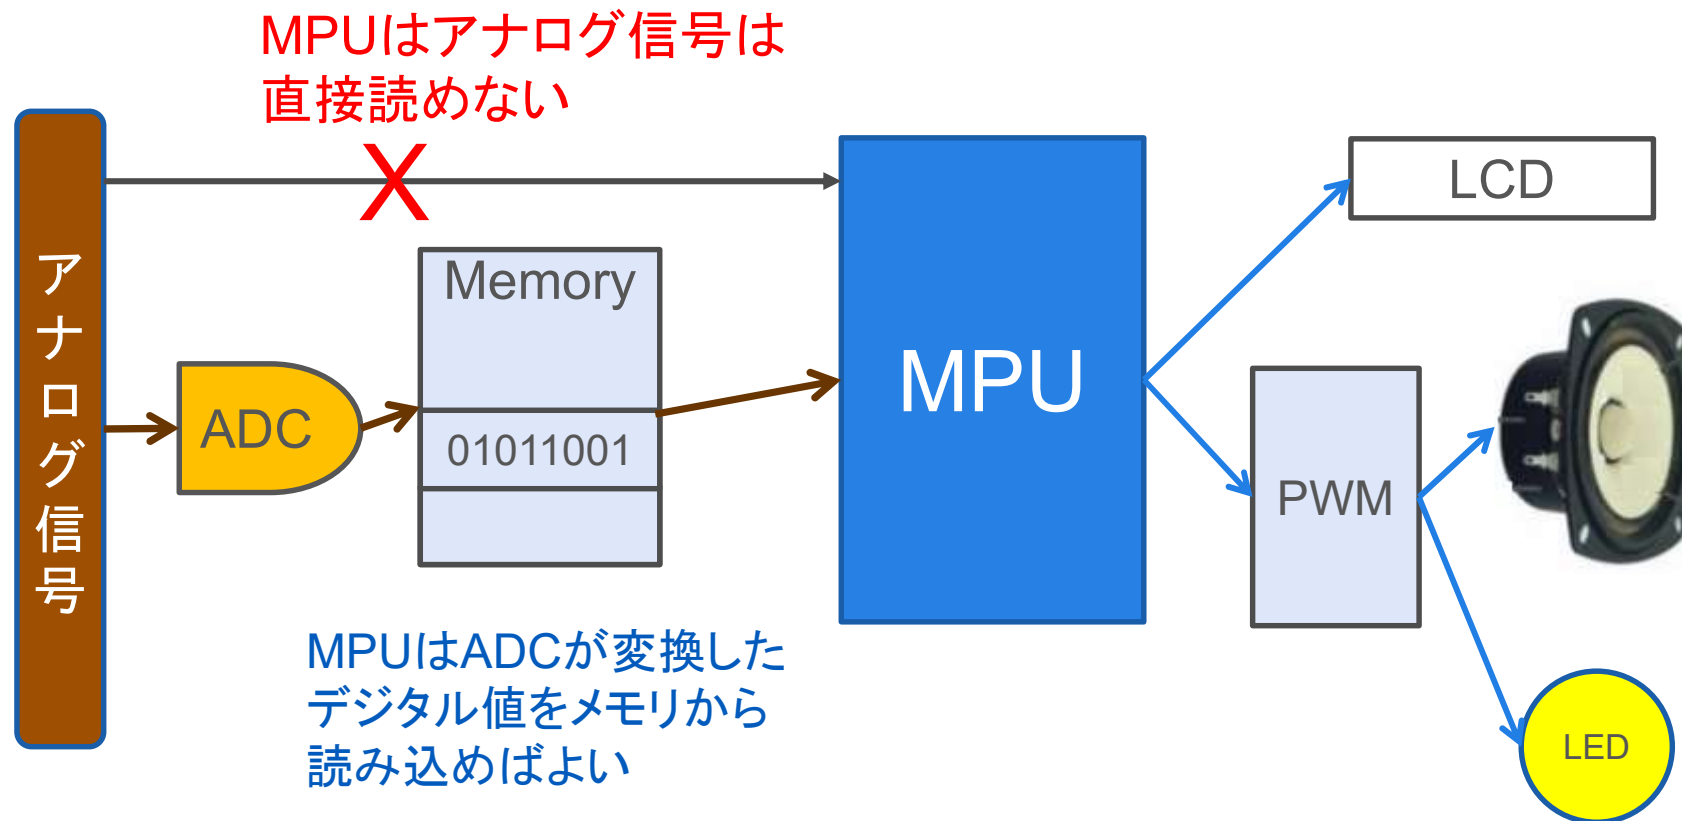 MPUはアナログ信号は
直接読めない
X
アナログ信号
ADC
Memory
01011001
MPU
LCD
PWM
LED
MPUはADCが変換した
デジタル値をメモリから
読み込めばよい